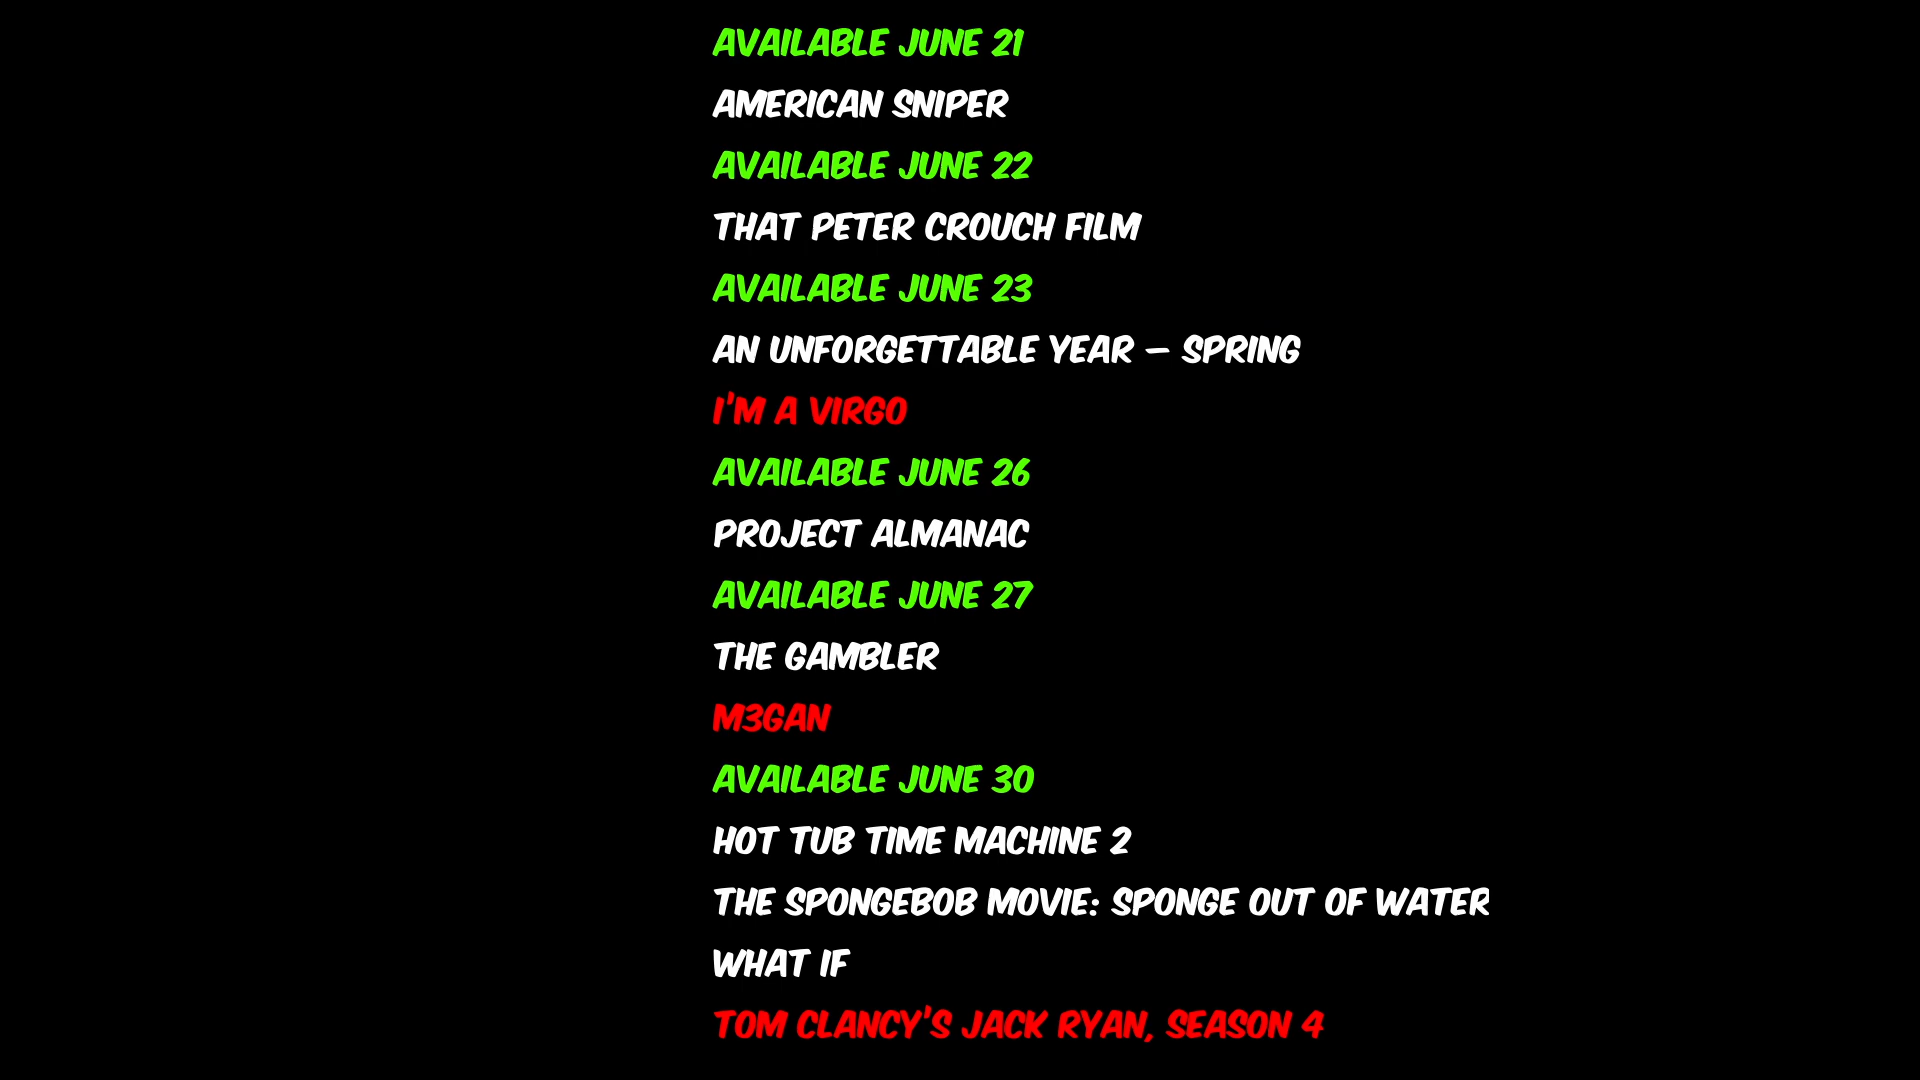 AVAILABLE JUNE 21
AMERICAN SNIPER
AVAILABLE JUNE 22
THAT PETER CROUCH FILM
AVAILABLE JUNE 23
AN UNFORGETTABLE YEAR – SPRING
I'M A VIRGO
AVAILABLE JUNE 26
PROJECT ALMANAC
AVAILABLE JUNE 27
THE GAMBLER
M3GAN
AVAILABLE JUNE 30
HOT TUB TIME MACHINE 2
THE SPONGEBOB MOVIE: SPONGE OUT OF WATER
WHAT IF
TOM CLANCY'S JACK RYAN, SEASON 4